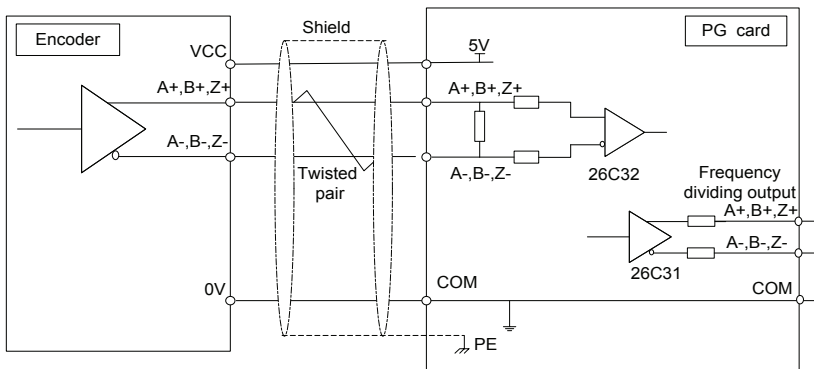 Encoder
Shield
PG card
VCC
5V
A+,B+,Z+
A+,B+,Z+
A-,B-,Z-
Twisted
pair
A-,B-,Z-
26C32
Frequency
dividing output
A+,B+,Z+
A-,B-,Z-
26C31
0V
COM
COM
PE